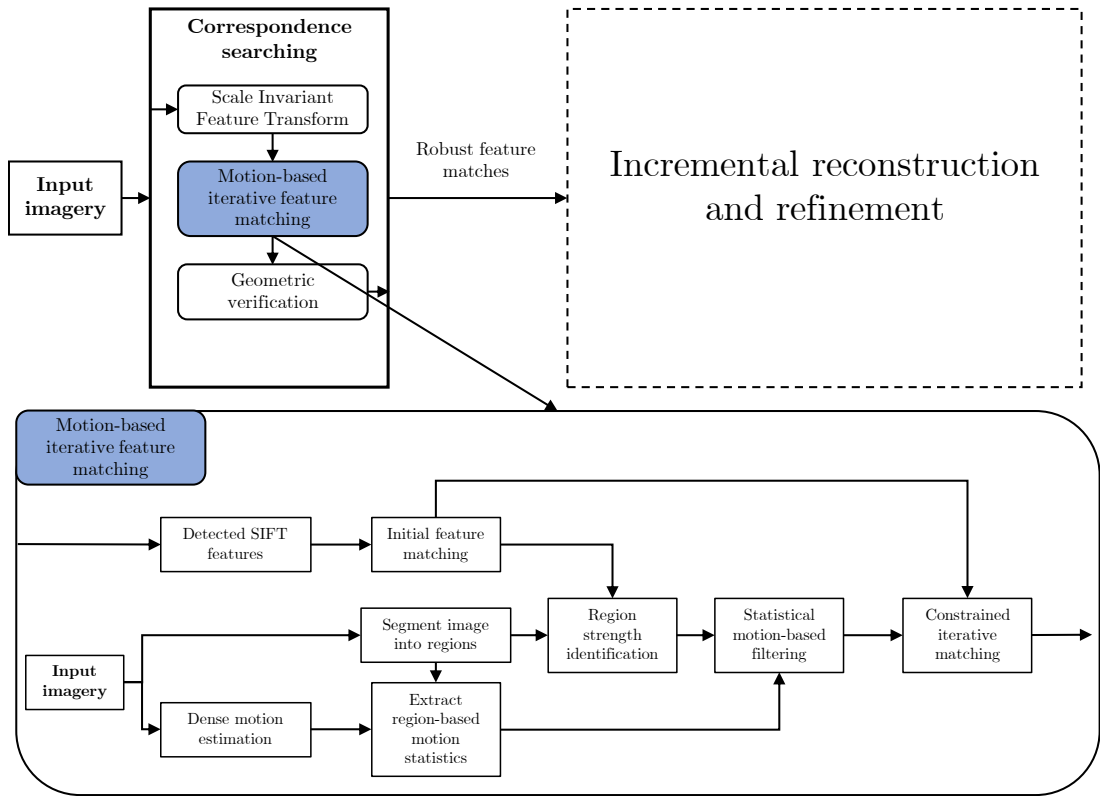 Correspondence
searching
Scale Invariant
Feature Transform
Motion-based
iterative feature
matching
Geometric
verification
Input
imagery
Robust feature
matches
Incremental reconstruction
and refinement
Motion-based
iterative feature
matching
Detected SIFT
features
Initial feature
matching
Segment image
into regions
Region
strength
identification
Statistical
motion-based
filtering
Constrained
iterative
matching
Input
imagery
Dense motion
estimation
Extract
region-based
motion
statistics